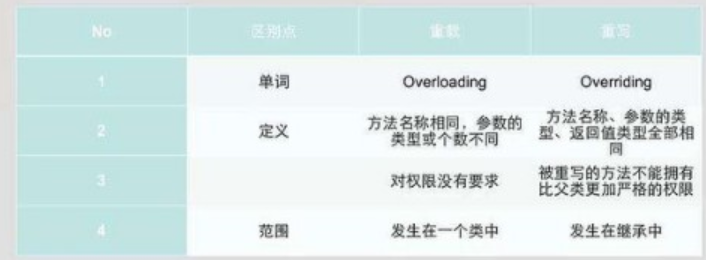 No 区别点 重载 重写
1 单词 Overloading Overriding
2 定义 方法名称相同，参数的 方法名称、参数的类
类型或个数不同 型、返回值类型全部相
同
3 对权限没有要求 被重写的方法不能拥有
比父类更加严格的权限
4 范围 发生在一个类中 发生在继承中